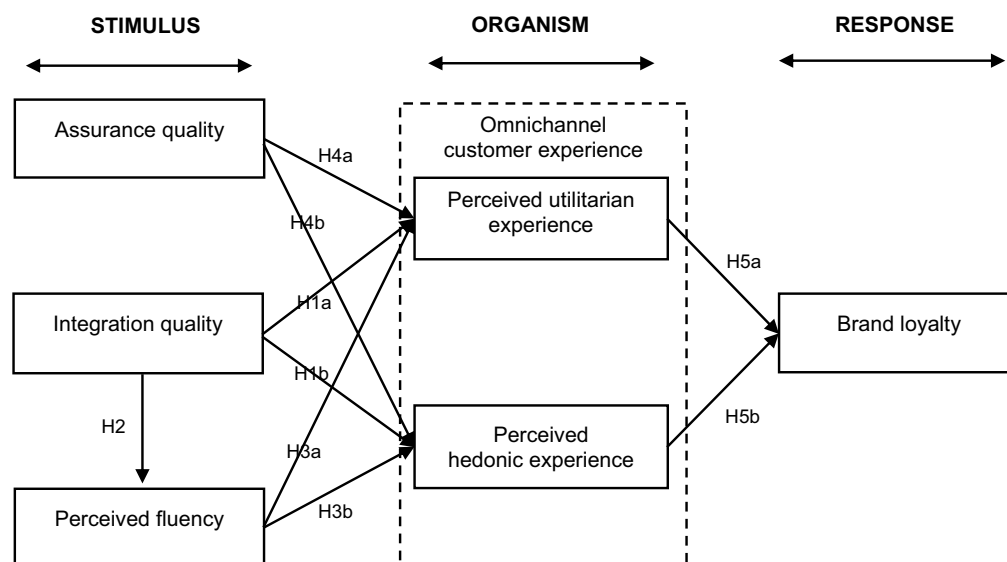 STIMULUS
ORGANISM
RESPONSE
Assurance quality
Omnichannel
customer experience
H4a
Perceived utilitarian
experience
H4b
H5a
H1a
Integration quality
Brand loyalty
H1b
H2
H5b
H3a
Perceived
hedonic experience
H3b
Perceived fluency